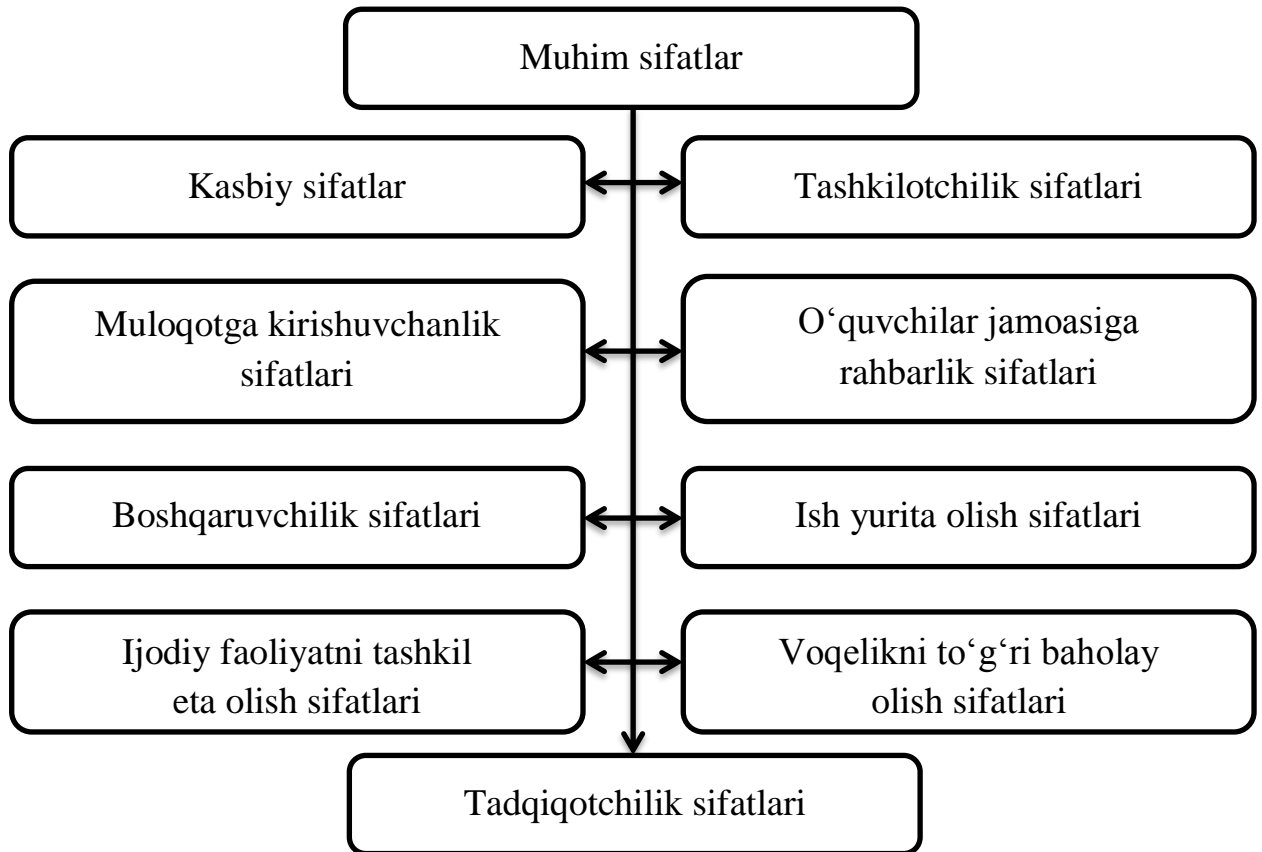 Muhim sifatlar
Kasbiy sifatlar
Tashkilotchilik sifatlari
Muloqotga kirishuvchanlik
sifatlari
O‘quvchilar jamoasiga
rahbarlik sifatlari
Boshqaruvchilik sifatlari
Ish yurita olish sifatlari
Ijodiy faoliyatni tashkil
eta olish sifatlari
Voqelikni to‘g‘ri baholay
olish sifatlari
Tadqiqotchilik sifatlari